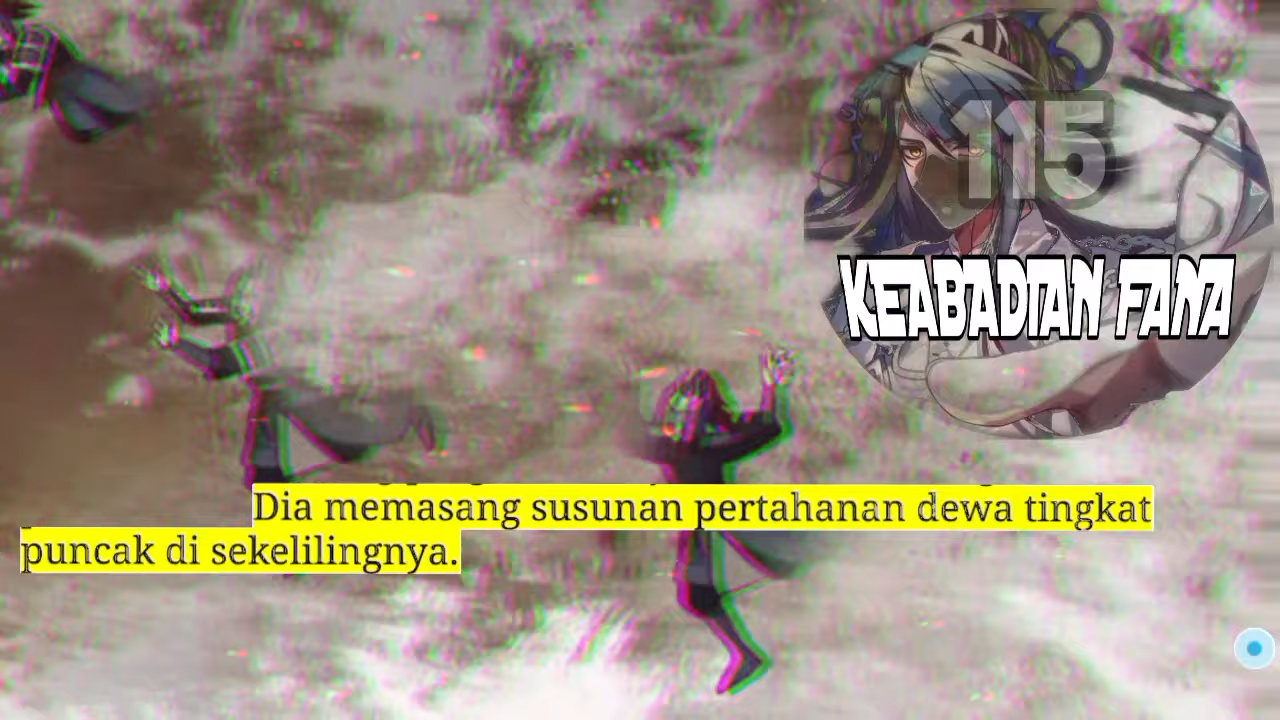 115
KEABADIAN FANA
Dia memasang susunan pertahanan dewa tingkat
puncak di sekelilingnya.